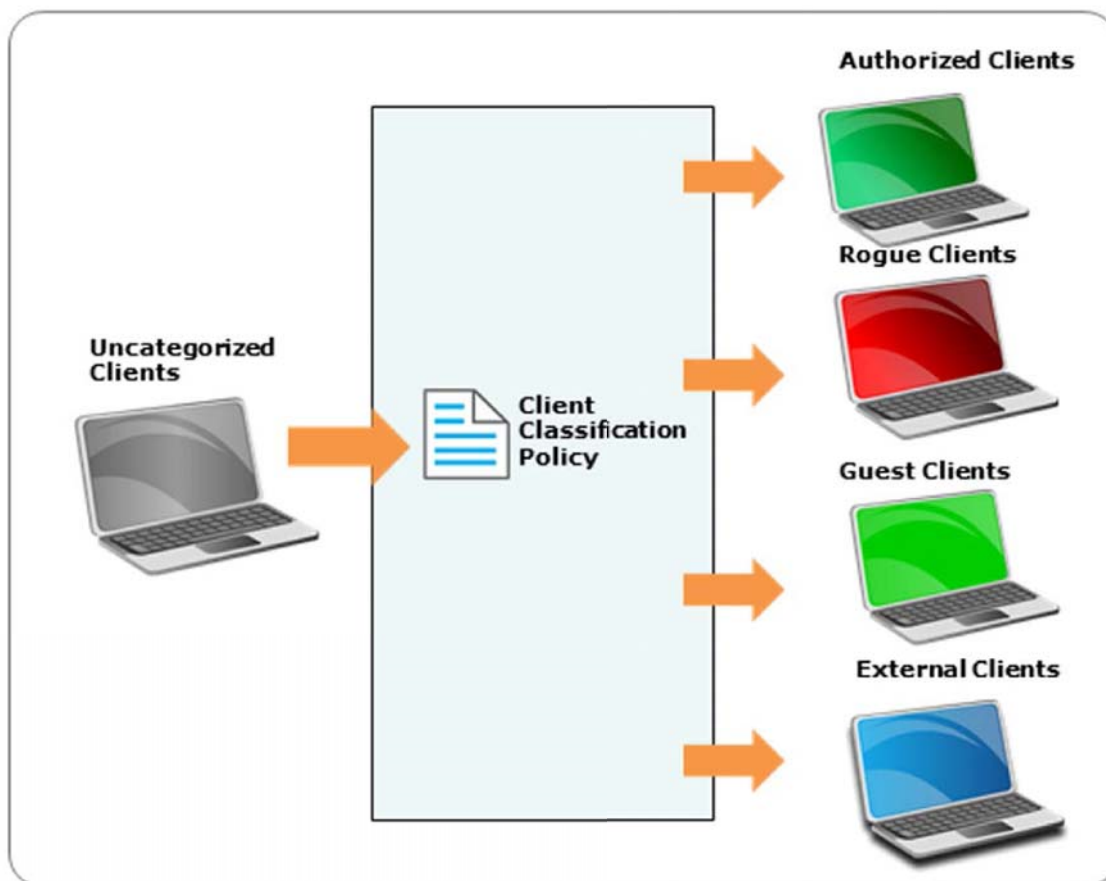 Authorized Clients
Rogue Clients
Uncategorized
Clients
Client
Classification
Policy
Guest Clients
External Clients